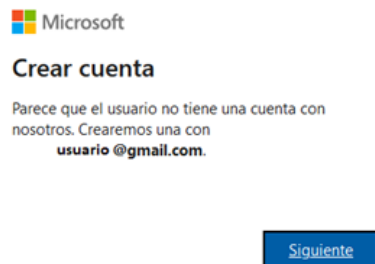 Microsoft
Crear cuenta
Parece que el usuario no tiene una cuenta con
nosotros. Crearemos una con
usuario @gmail.com.
Siguiente